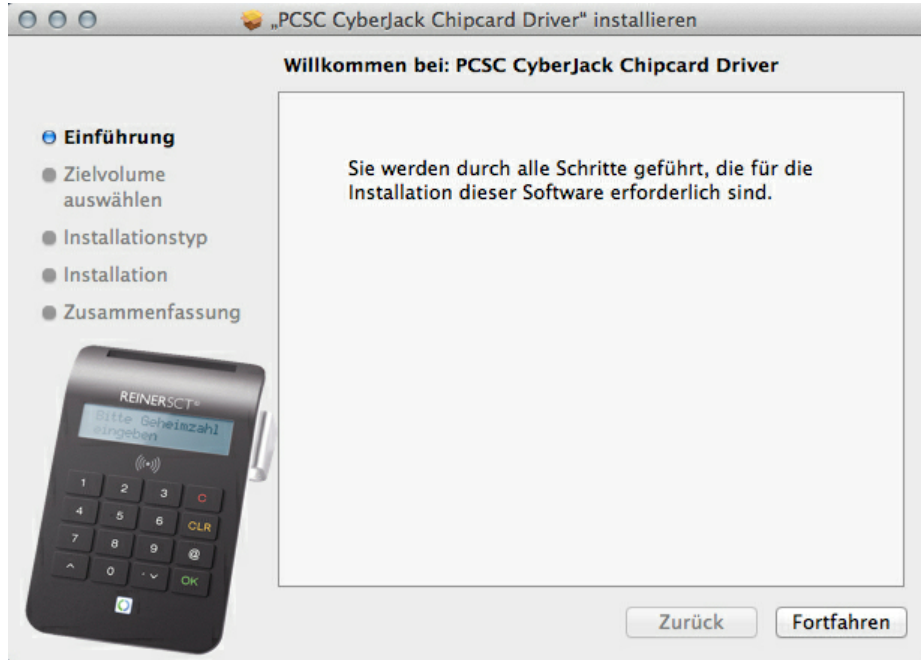 „PCSC CyberJack Chipcard Driver" installieren
Willkommen bei: PCSC CyberJack Chipcard Driver
Einführung
Zielvolume
auswählen
Installationstyp
Installation
Zusammenfassung
Sie werden durch alle Schritte geführt, die für die
Installation dieser Software erforderlich sind.
REINERSCT®
Bitte Geheimzahl
eingeben
1 2 3 C
4 5 6 CLR
7 8 9 @
0 OK
Zurück
Fortfahren